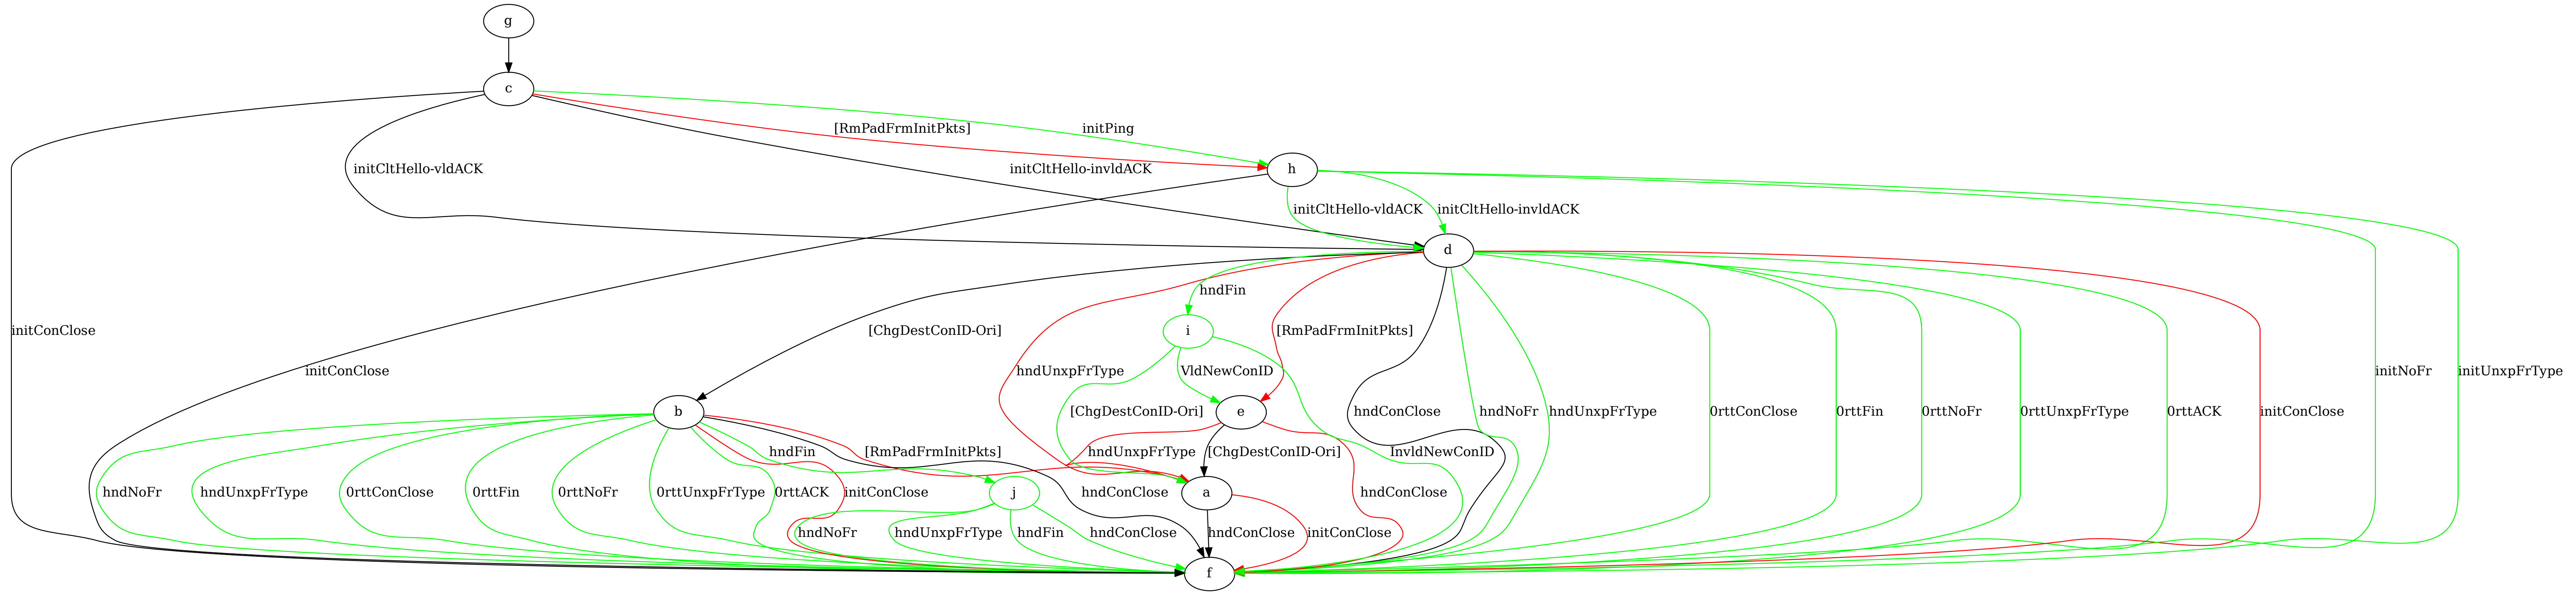 g
c
[RmPadFrmInitPkts]
initPing
initCltHello-vldACK
initCltHello-invldACK
h
initCltHello-vldACK
initCltHello-invldACK
d
hndFin
initConClose
[ChgDestConID-Ori]
i
[RmPadFrmInitPkts]
initConClose
hndUnxpFrType
VldNewConID
initNoFr
initUnxpFrType
b
[ChgDestConID-Ori]
e
hndConClose
hndNoFr
hndUnxpFrType
0rttConClose
0rttFin
0rttNoFr
0rttUnxpFrType
0rttACK
initConClose
hndFin
[RmPadFrmInitPkts]
hndUnxpFrType
[ChgDestConID-Ori]
InvldNewConID
hndNoFr
hndUnxpFrType
0rttConClose
0rttFin
0rttNoFr
0rttUnxpFrType
0rttACK
initConClose
j
hndConClose
a
hndConClose
hndNoFr
hndUnxpFrType
hndFin
hndConClose
hndConClose
initConClose
f